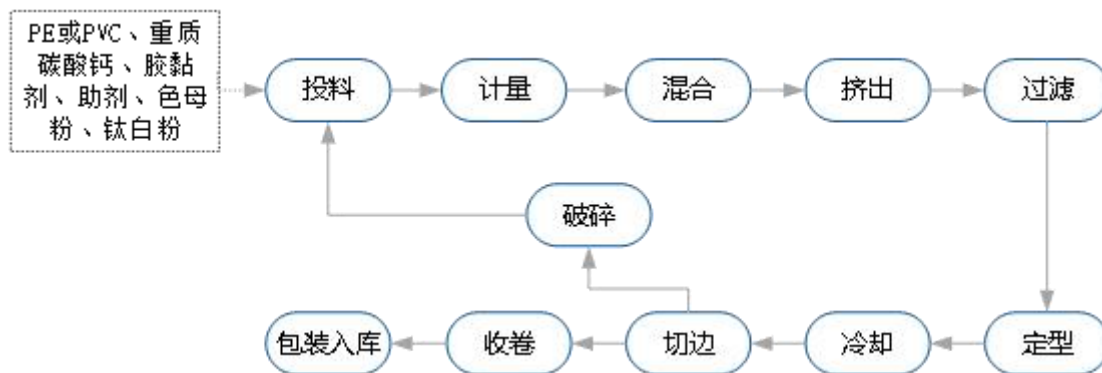 PE或PVC、重质
碳酸钙、胶黏
剂、助剂、色母
粉、钛白粉
投料
计量
混合
挤出
过滤
破碎
包装入库
收卷
切边
冷却
定型